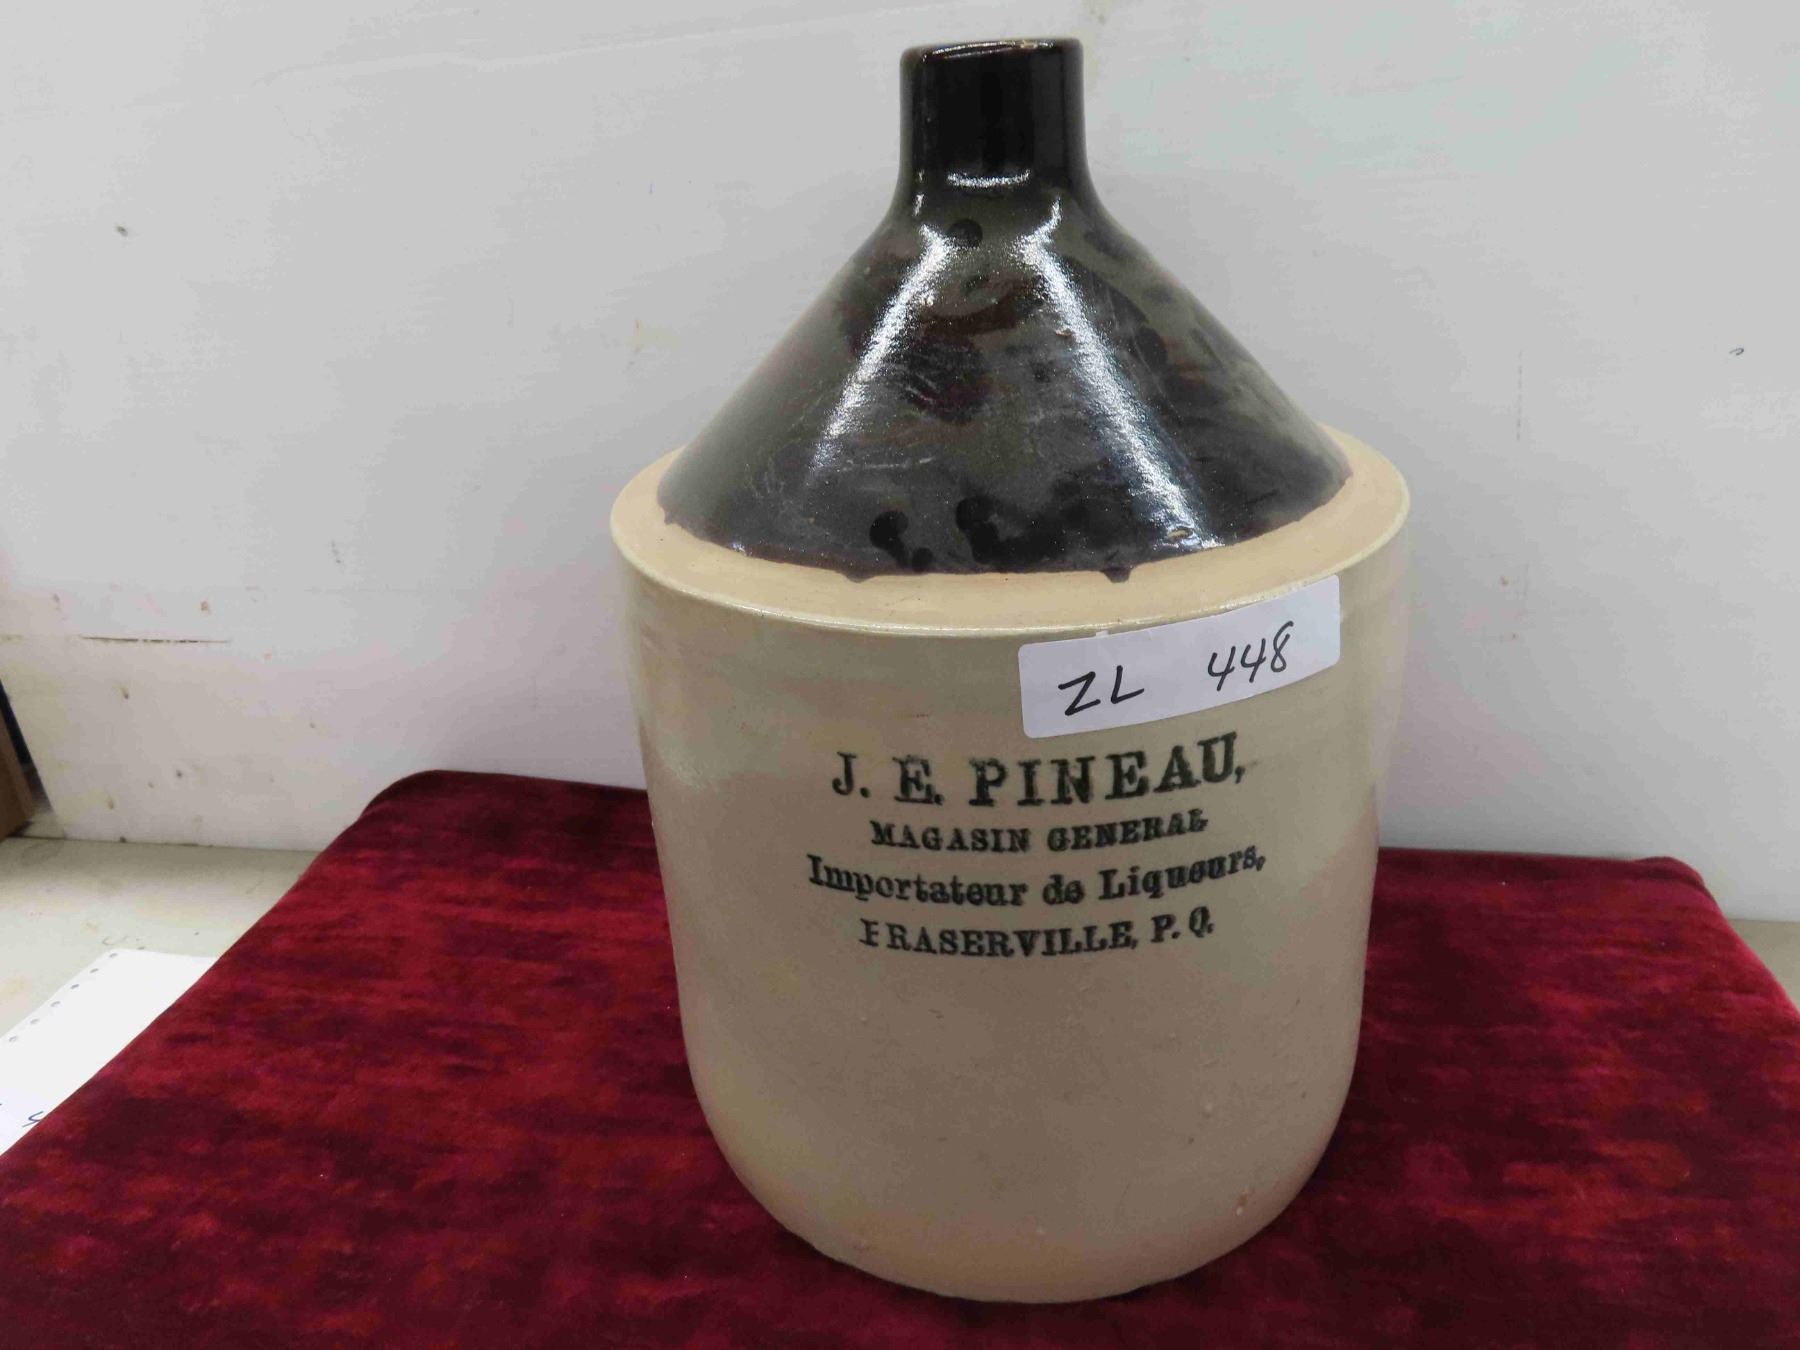 ZL 448
J. E. PINEAU,
MAGASIN GENERAL
Importateur de Liqueurs,
FRASERVILLE, P. Q.